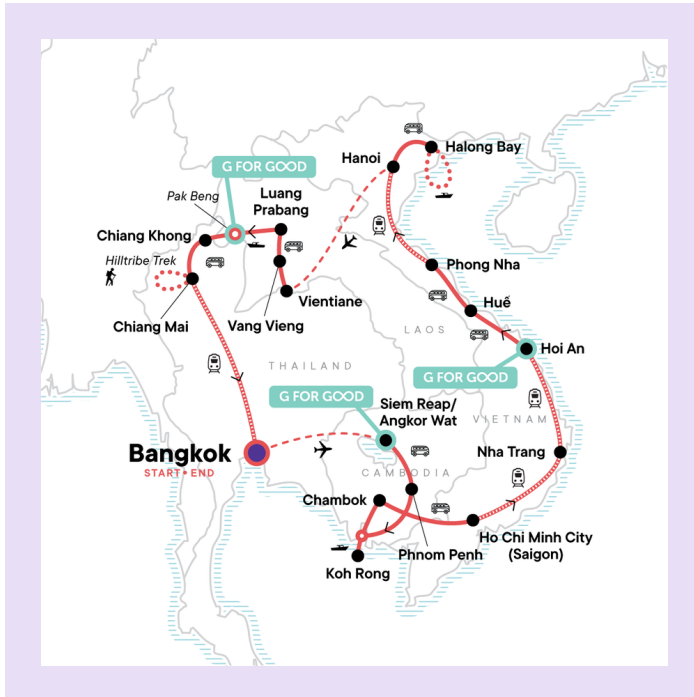 Halong Bay
Hanoi
G FOR GOOD
Pak Beng
Luang
Prabang
Chiang Khong
Hilltribe Trek
Phong Nha
Vientiane
Huế
Chiang Mai
Vang Vieng
LAOS
Hoi An
THAILAND
G FOR GOOD
G FOR GOOD
Siem Reap/
Angkor Wat
VIETNAM
Bangkok
START • END
Nha Trang
CAMBODIA
Chambok
Ho Chi Minh City
(Saigon)
Phnom Penh
Koh Rong